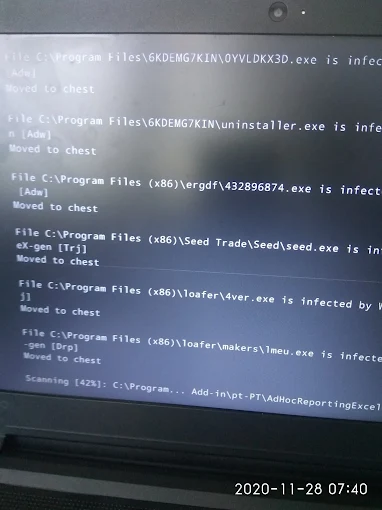 File C:\Program Files\6KDEMG7KIN\0YVLDKX3D.exe is infec
[Adw]
Moved to chest
File C:\Program Files\6KDEMG7KIN\uninstaller.exe is infe
n [Adw]
Moved to chest
File C:\Program Files (x86)\ergdf\432896874.exe is infect
[Adw]
Moved to chest
File C:\Program Files (x86)\Seed Trade\Seed\seed.exe is in
eX-gen [Trj]
Moved to chest
File C:\Program Files (x86)\loafer\4ver.exe is infected by W
j]
Moved to chest
File C:\Program Files (x86)\loafer\makers\lmeu.exe is infecte
-gen [Drp]
Moved to chest
Scanning [42%]: C:\Program... Add-in\pt-PT\AdHocReportingExcel
2020-11-28 07:40